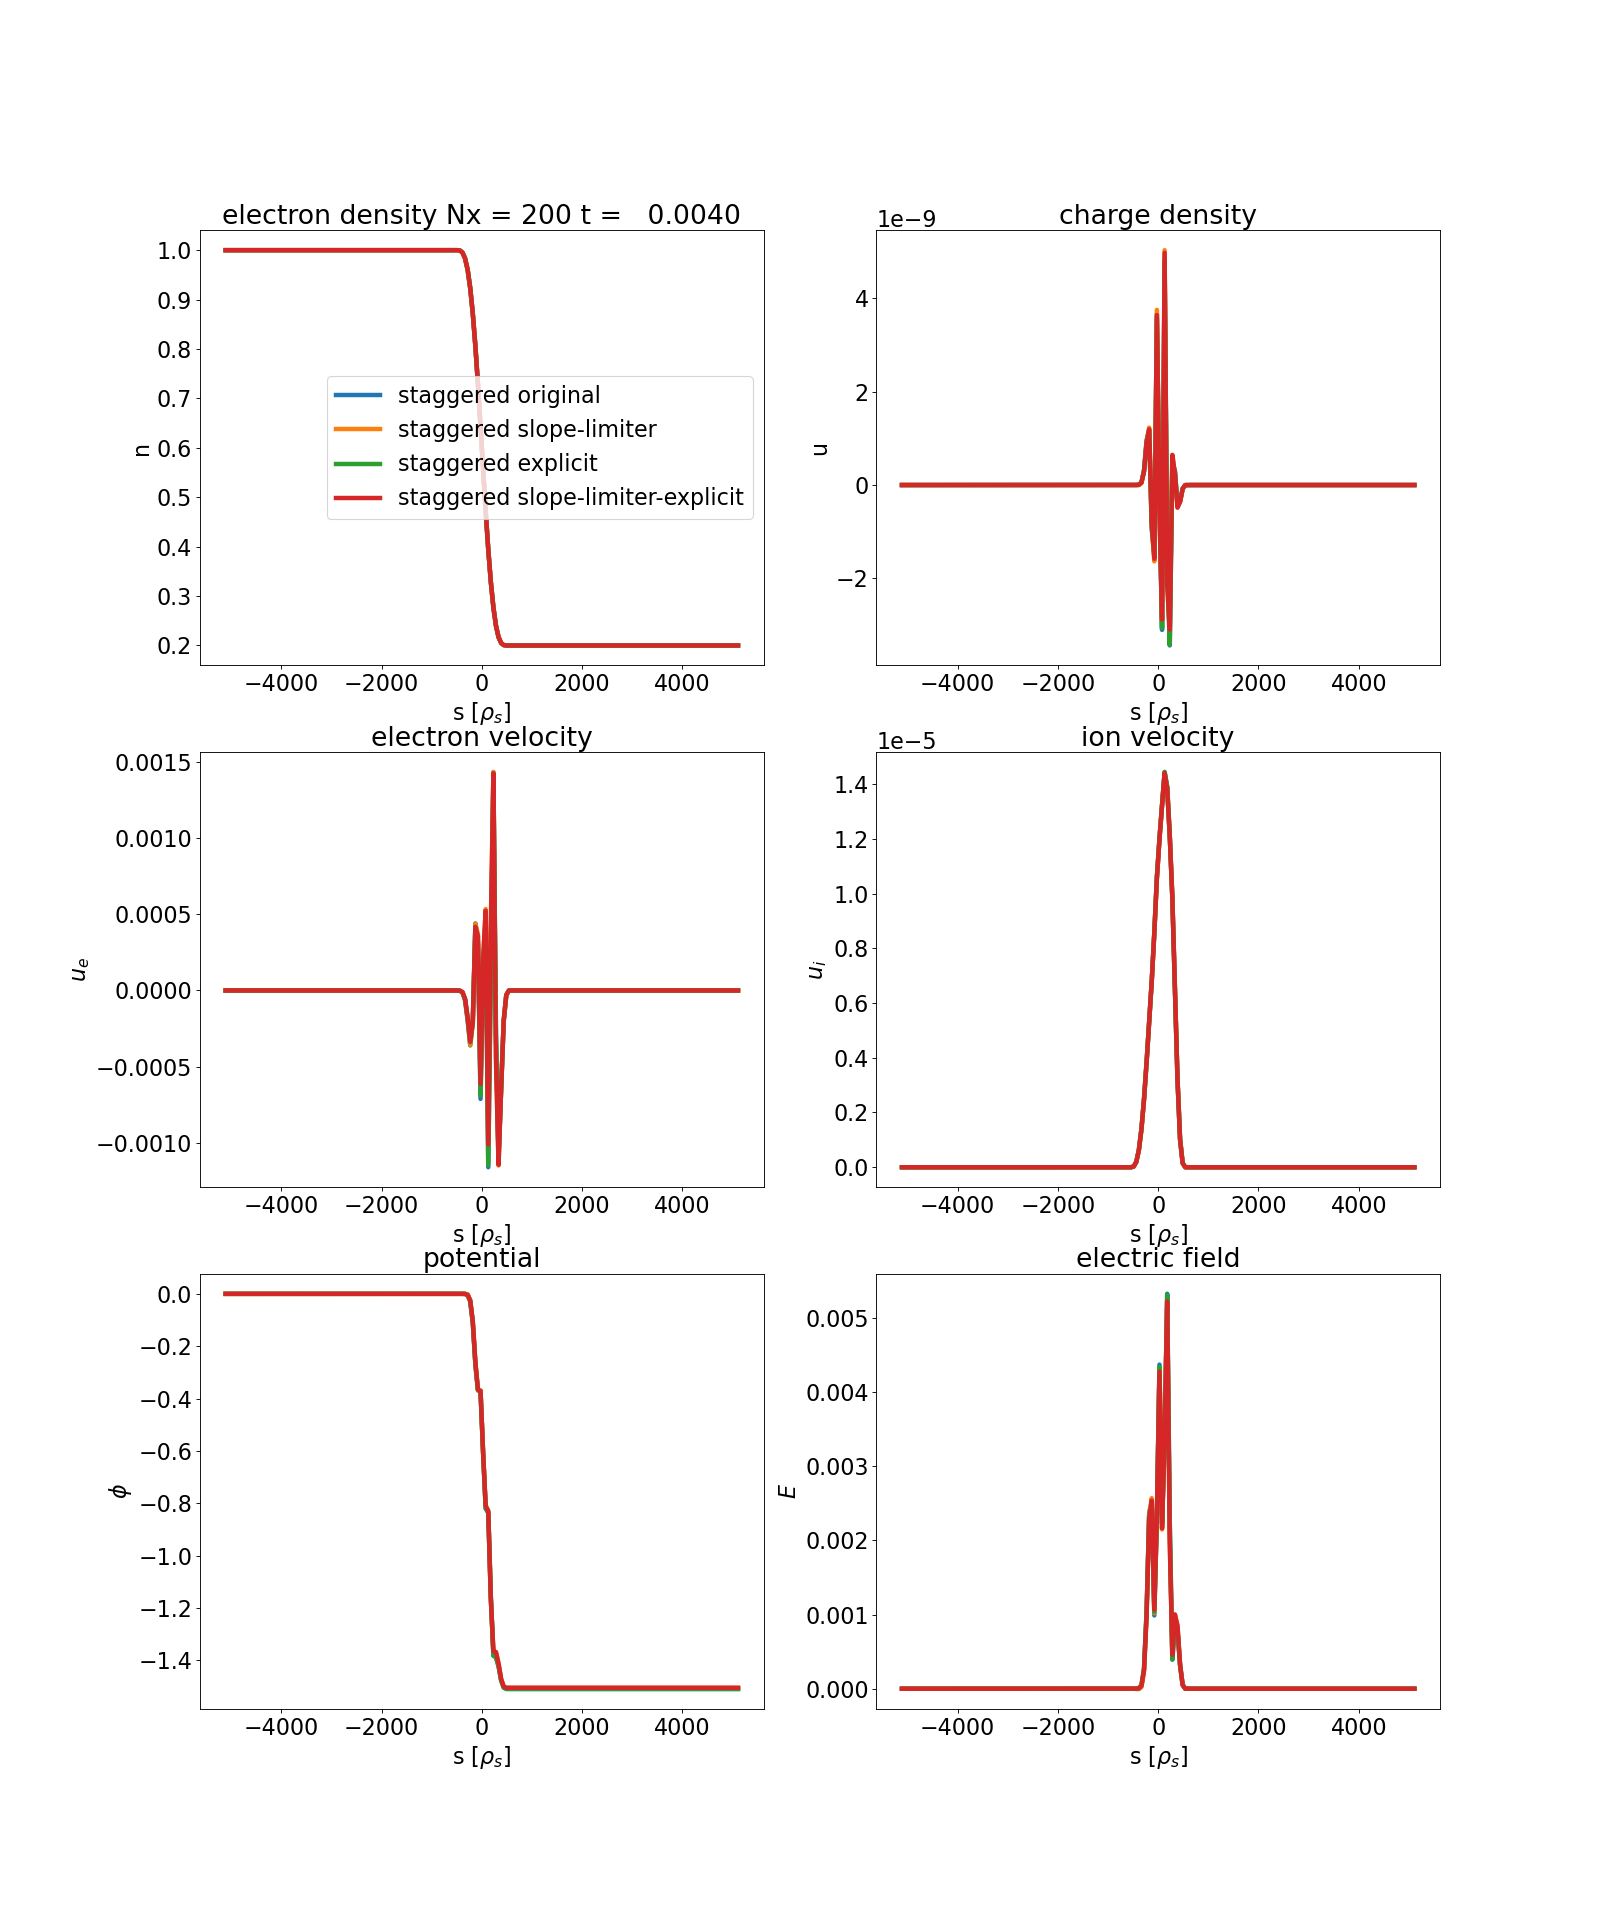 electron density Nx = 200 t = 0.0040
1.0
0.9
0.8
0.7
0.6
0.5
0.4
0.3
0.2
n
staggered original
staggered slope-limiter
staggered explicit
staggered slope-limiter-explicit
−4000 −2000 0 2000 4000
s [ρs]
1e−9
charge density
4
2
0
−2
u
−4000 −2000 0 2000 4000
s [ρs]
electron velocity
0.0015
0.0010
0.0005
0.0000
−0.0005
−0.0010
ue
−4000 −2000 0 2000 4000
s [ρs]
1e−5
ion velocity
1.4
1.2
1.0
0.8
0.6
0.4
0.2
0.0
ui
−4000 −2000 0 2000 4000
s [ρs]
potential
0.0
−0.2
−0.4
−0.6
−0.8
−1.0
−1.2
−1.4
ϕ
−4000 −2000 0 2000 4000
s [ρs]
electric field
0.005
0.004
0.003
0.002
0.001
0.000
E
−4000 −2000 0 2000 4000
s [ρs]